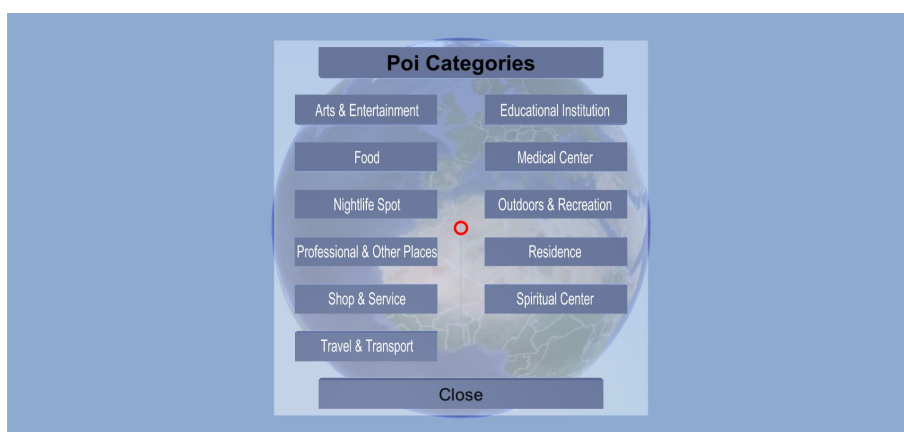 Poi Categories
Arts & Entertainment
Educational Institution
Food
Medical Center
Nightlife Spot
Outdoors & Recreation
Professional & Other Places
Residence
Shop & Service
Spiritual Center
Travel & Transport
Close